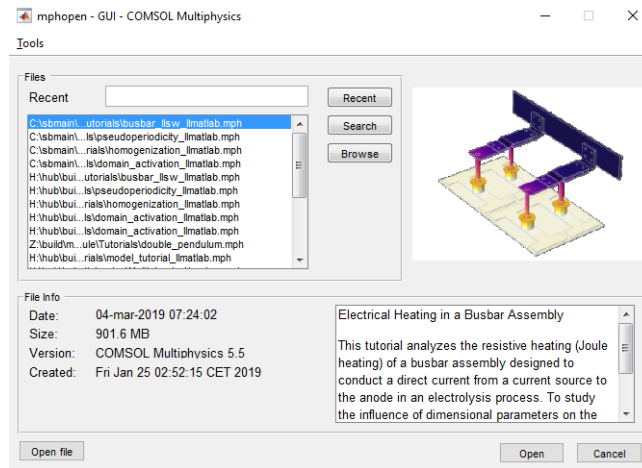 mphopen - GUI - COMSOL Multiphysics
Tools
Files
Recent
Recent
C:\sbmain\...utorials\busbar_llsw_llmatlab.mph
Search
C:\sbmain\...ls\pseudoperiodicity_llmatlab.mph
C:\sbmain\...rials\homogenization_llmatlab.mph
Browse
C:\sbmain\...ls\domain_activation_llmatlab.mph
H:\hub\bui...utorials\busbar_llsw_llmatlab.mph
H:\hub\bui...ls\pseudoperiodicity_llmatlab.mph
H:\hub\bui...rials\homogenization_llmatlab.mph
H:\hub\bui...ls\domain_activation_llmatlab.mph
H:\hub\bui...ls\domain_activation_llmatlab.mph
Z:\build\m...ule\Tutorials\double_pendulum.mph
H:\hub\bui...rials\model_tutorial_llmatlab.mph
File Info
Date: 04-mar-2019 07:24:02
Size: 901.6 MB
Version: COMSOL Multiphysics 5.5
Created: Fri Jan 25 02:52:15 CET 2019
Electrical Heating in a Busbar Assembly
This tutorial analyzes the resistive heating (Joule
heating) of a busbar assembly designed to
conduct a direct current from a current source to
the anode in an electrolysis process. To study
the influence of dimensional parameters on the
Open file
Open
Cancel